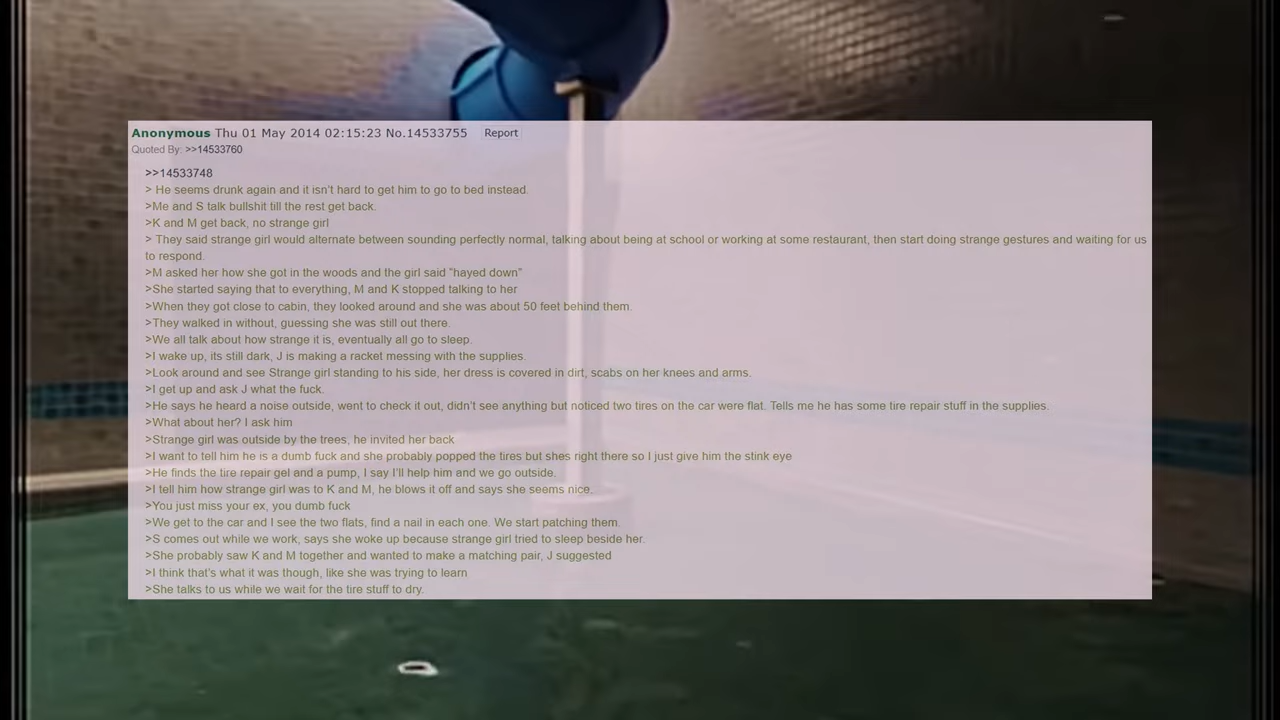 Anonymous Thu 01 May 2014 02:15:23 No.14533755 Report
Quoted By: >>14533760
>>14533748
> He seems drunk again and it isn't hard to get him to go to bed instead.
>Me and S talk bullshit till the rest get back.
>K and M get back, no strange girl
> They said strange girl would alternate between sounding perfectly normal, talking about being at school or working at some restaurant, then start doing strange gestures and waiting for us
to respond.
>M asked her how she got in the woods and the girl said "hayed down"
>She started saying that to everything, M and K stopped talking to her
>When they got close to cabin, they looked around and she was about 50 feet behind them.
>They walked in without, guessing she was still out there.
>We all talk about how strange it is, eventually all go to sleep.
>I wake up, its still dark, J is making a racket messing with the supplies.
>Look around and see Strange girl standing to his side, her dress is covered in dirt, scabs on her knees and arms.
>I get up and ask J what the fuck.
>He says he heard a noise outside, went to check it out, didn't see anything but noticed two tires on the car were flat. Tells me he has some tire repair stuff in the supplies.
>What about her? I ask him
>Strange girl was outside by the trees, he invited her back
>I want to tell him he is a dumb fuck and she probably popped the tires but shes right there so I just give him the stink eye
>He finds the tire repair gel and a pump, I say I'll help him and we go outside.
>I tell him how strange girl was to K and M, he blows it off and says she seems nice.
>You just miss your ex, you dumb fuck
>We get to the car and I see the two flats, find a nail in each one. We start patching them.
>S comes out while we work, says she woke up because strange girl tried to sleep beside her.
>She probably saw K and M together and wanted to make a matching pair, J suggested
>I think that's what it was though, like she was trying to learn
>She talks to us while we wait for the tire stuff to dry.